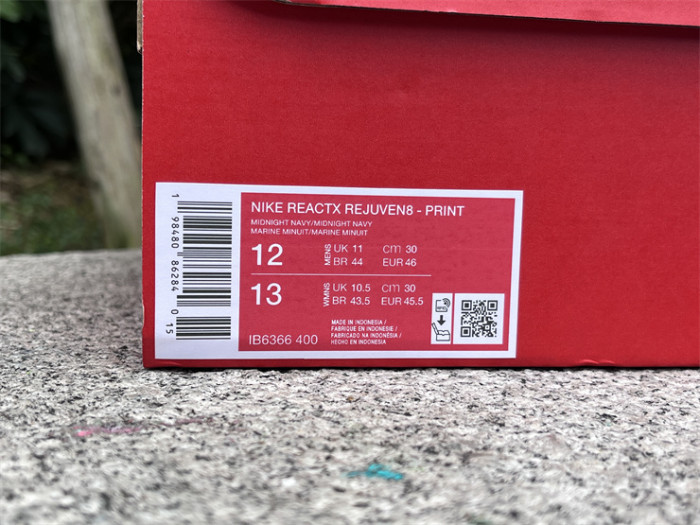 NIKE REACTX REJUVEN8 - PRINT
MIDNIGHT NAVY/MIDNIGHT NAVY
MARINE MINUIT/MARINE MINUIT
12 MENS UK 11 cm 30
BR 44 EUR 46
13 WMNS UK 10.5 cm 30
BR 43.5 EUR 45.5
IB6366 400
MADE IN INDONESIA /
FABRIQUE EN INDONESIE /
FABRICADO NA INDONÉSIA /
HECHO EN INDONESIA
1 98480 86284 0 15